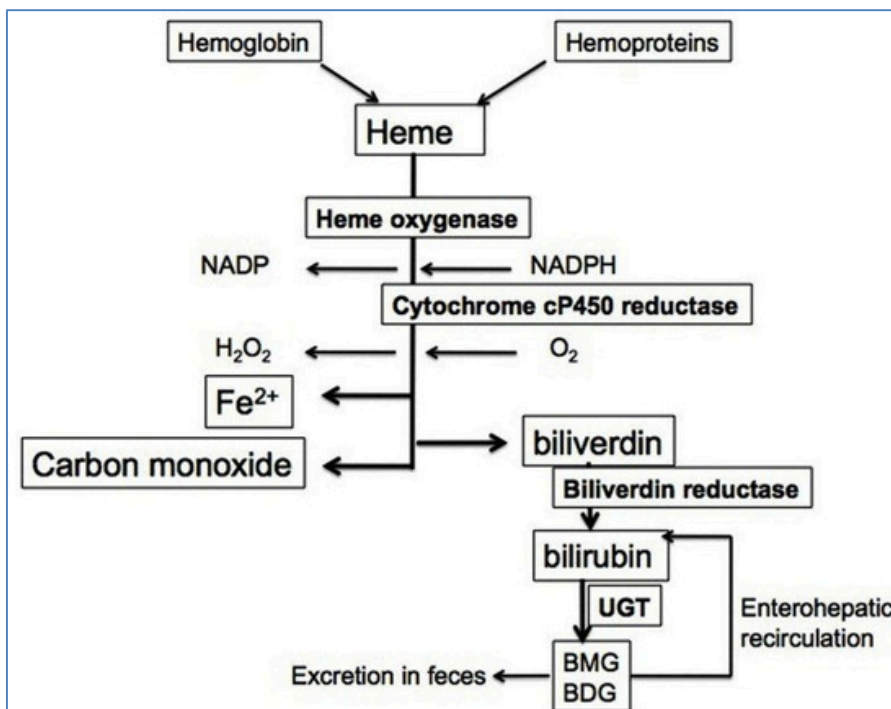 Hemoglobin
Hemoproteins
Heme
Heme oxygenase
NADP
NADPH
Cytochrome cP450 reductase
H₂O₂
O₂
Fe²⁺
Carbon monoxide
biliverdin
Biliverdin reductase
bilirubin
UGT
Enterohepatic
recirculation
BMG
Excretion in feces
BDG